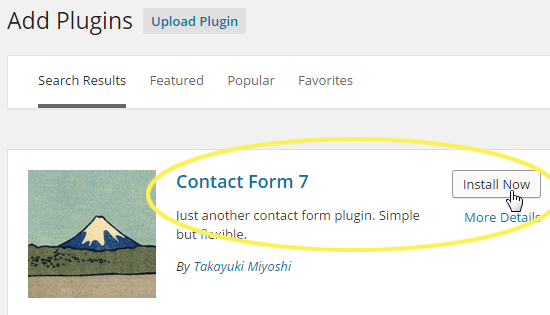 Add Plugins Upload Plugin
Search Results Featured Popular Favorites
Contact Form 7
Install Now
Just another contact form plugin. Simple
but flexible.
More Details
By Takayuki Miyoshi